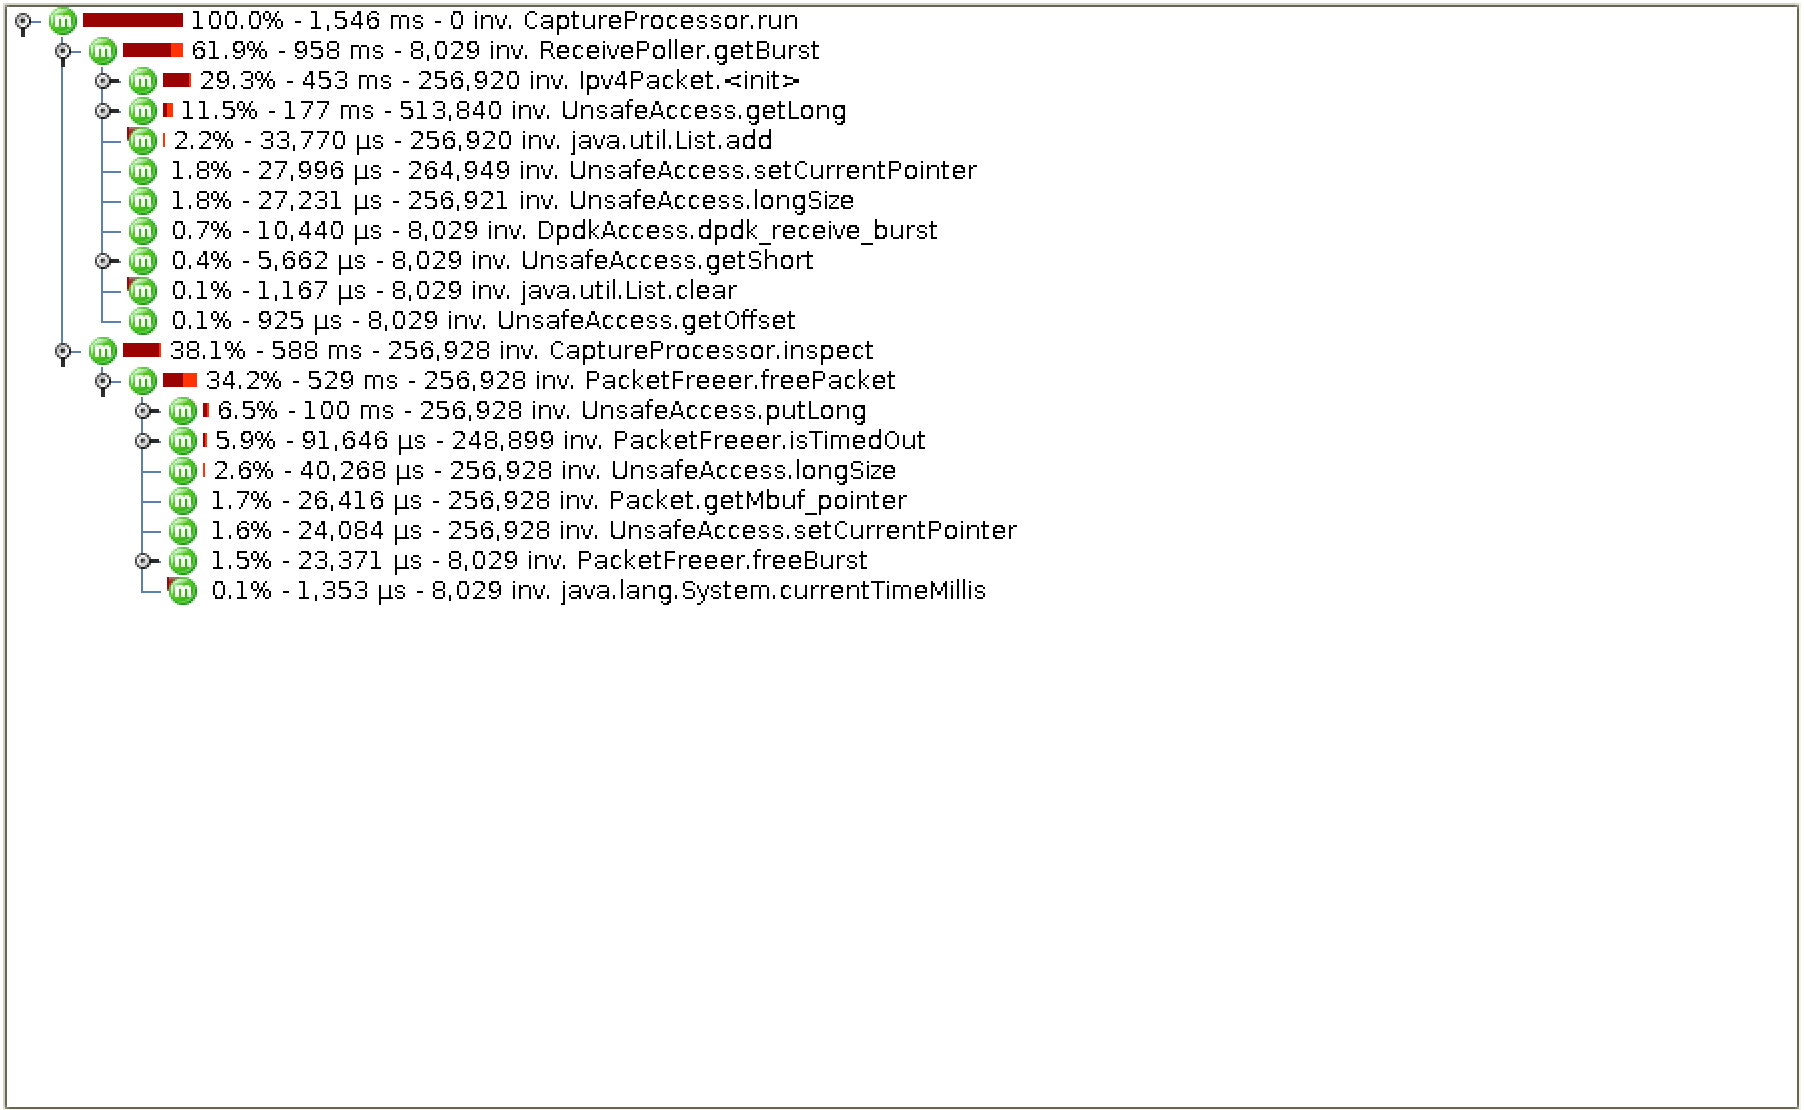 m 100.0% - 1,546 ms - 0 inv. CaptureProcessor.run
m 61.9% - 958 ms - 8,029 inv. ReceivePoller.getBurst
m 29.3% - 453 ms - 256,920 inv. Ipv4Packet.<init>
m 11.5% - 177 ms - 513,840 inv. UnsafeAccess.getLong
m 2.2% - 33,770 µs - 256,920 inv. java.util.List.add
m 1.8% - 27,996 µs - 264,949 inv. UnsafeAccess.setCurrentPointer
m 1.8% - 27,231 µs - 256,921 inv. UnsafeAccess.longSize
m 0.7% - 10,440 µs - 8,029 inv. DpdkAccess.dpdk_receive_burst
m 0.4% - 5,662 µs - 8,029 inv. UnsafeAccess.getShort
m 0.1% - 1,167 µs - 8,029 inv. java.util.List.clear
m 0.1% - 925 µs - 8,029 inv. UnsafeAccess.getOffset
m 38.1% - 588 ms - 256,928 inv. CaptureProcessor.inspect
m 34.2% - 529 ms - 256,928 inv. PacketFreeer.freePacket
m 6.5% - 100 ms - 256,928 inv. UnsafeAccess.putLong
m 5.9% - 91,646 µs - 248,899 inv. PacketFreeer.isTimedOut
m 2.6% - 40,268 µs - 256,928 inv. UnsafeAccess.longSize
m 1.7% - 26,416 µs - 256,928 inv. Packet.getMbuf_pointer
m 1.6% - 24,084 µs - 256,928 inv. UnsafeAccess.setCurrentPointer
m 1.5% - 23,371 µs - 8,029 inv. PacketFreeer.freeBurst
m 0.1% - 1,353 µs - 8,029 inv. java.lang.System.currentTimeMillis